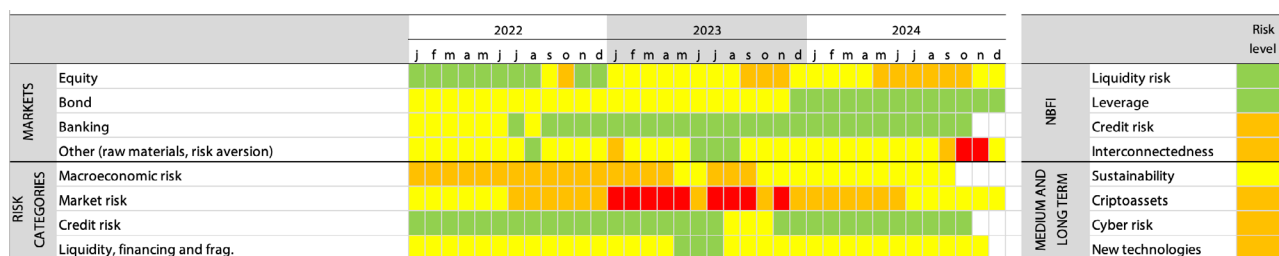 2022 2023 2024 Risk
j f m a m j j a s o n d j f m a m j j a s o n d j f m a m j j a s o n d level
MARKETS
Equity
Bond
Banking
Other (raw materials, risk aversion)
RISK
CATEGORIES
Macroeconomic risk
Market risk
Credit risk
Liquidity, financing and frag.
NBFI
Liquidity risk
Leverage
Credit risk
Interconnectedness
MEDIUM AND
LONG TERM
Sustainability
Criptoassets
Cyber risk
New technologies